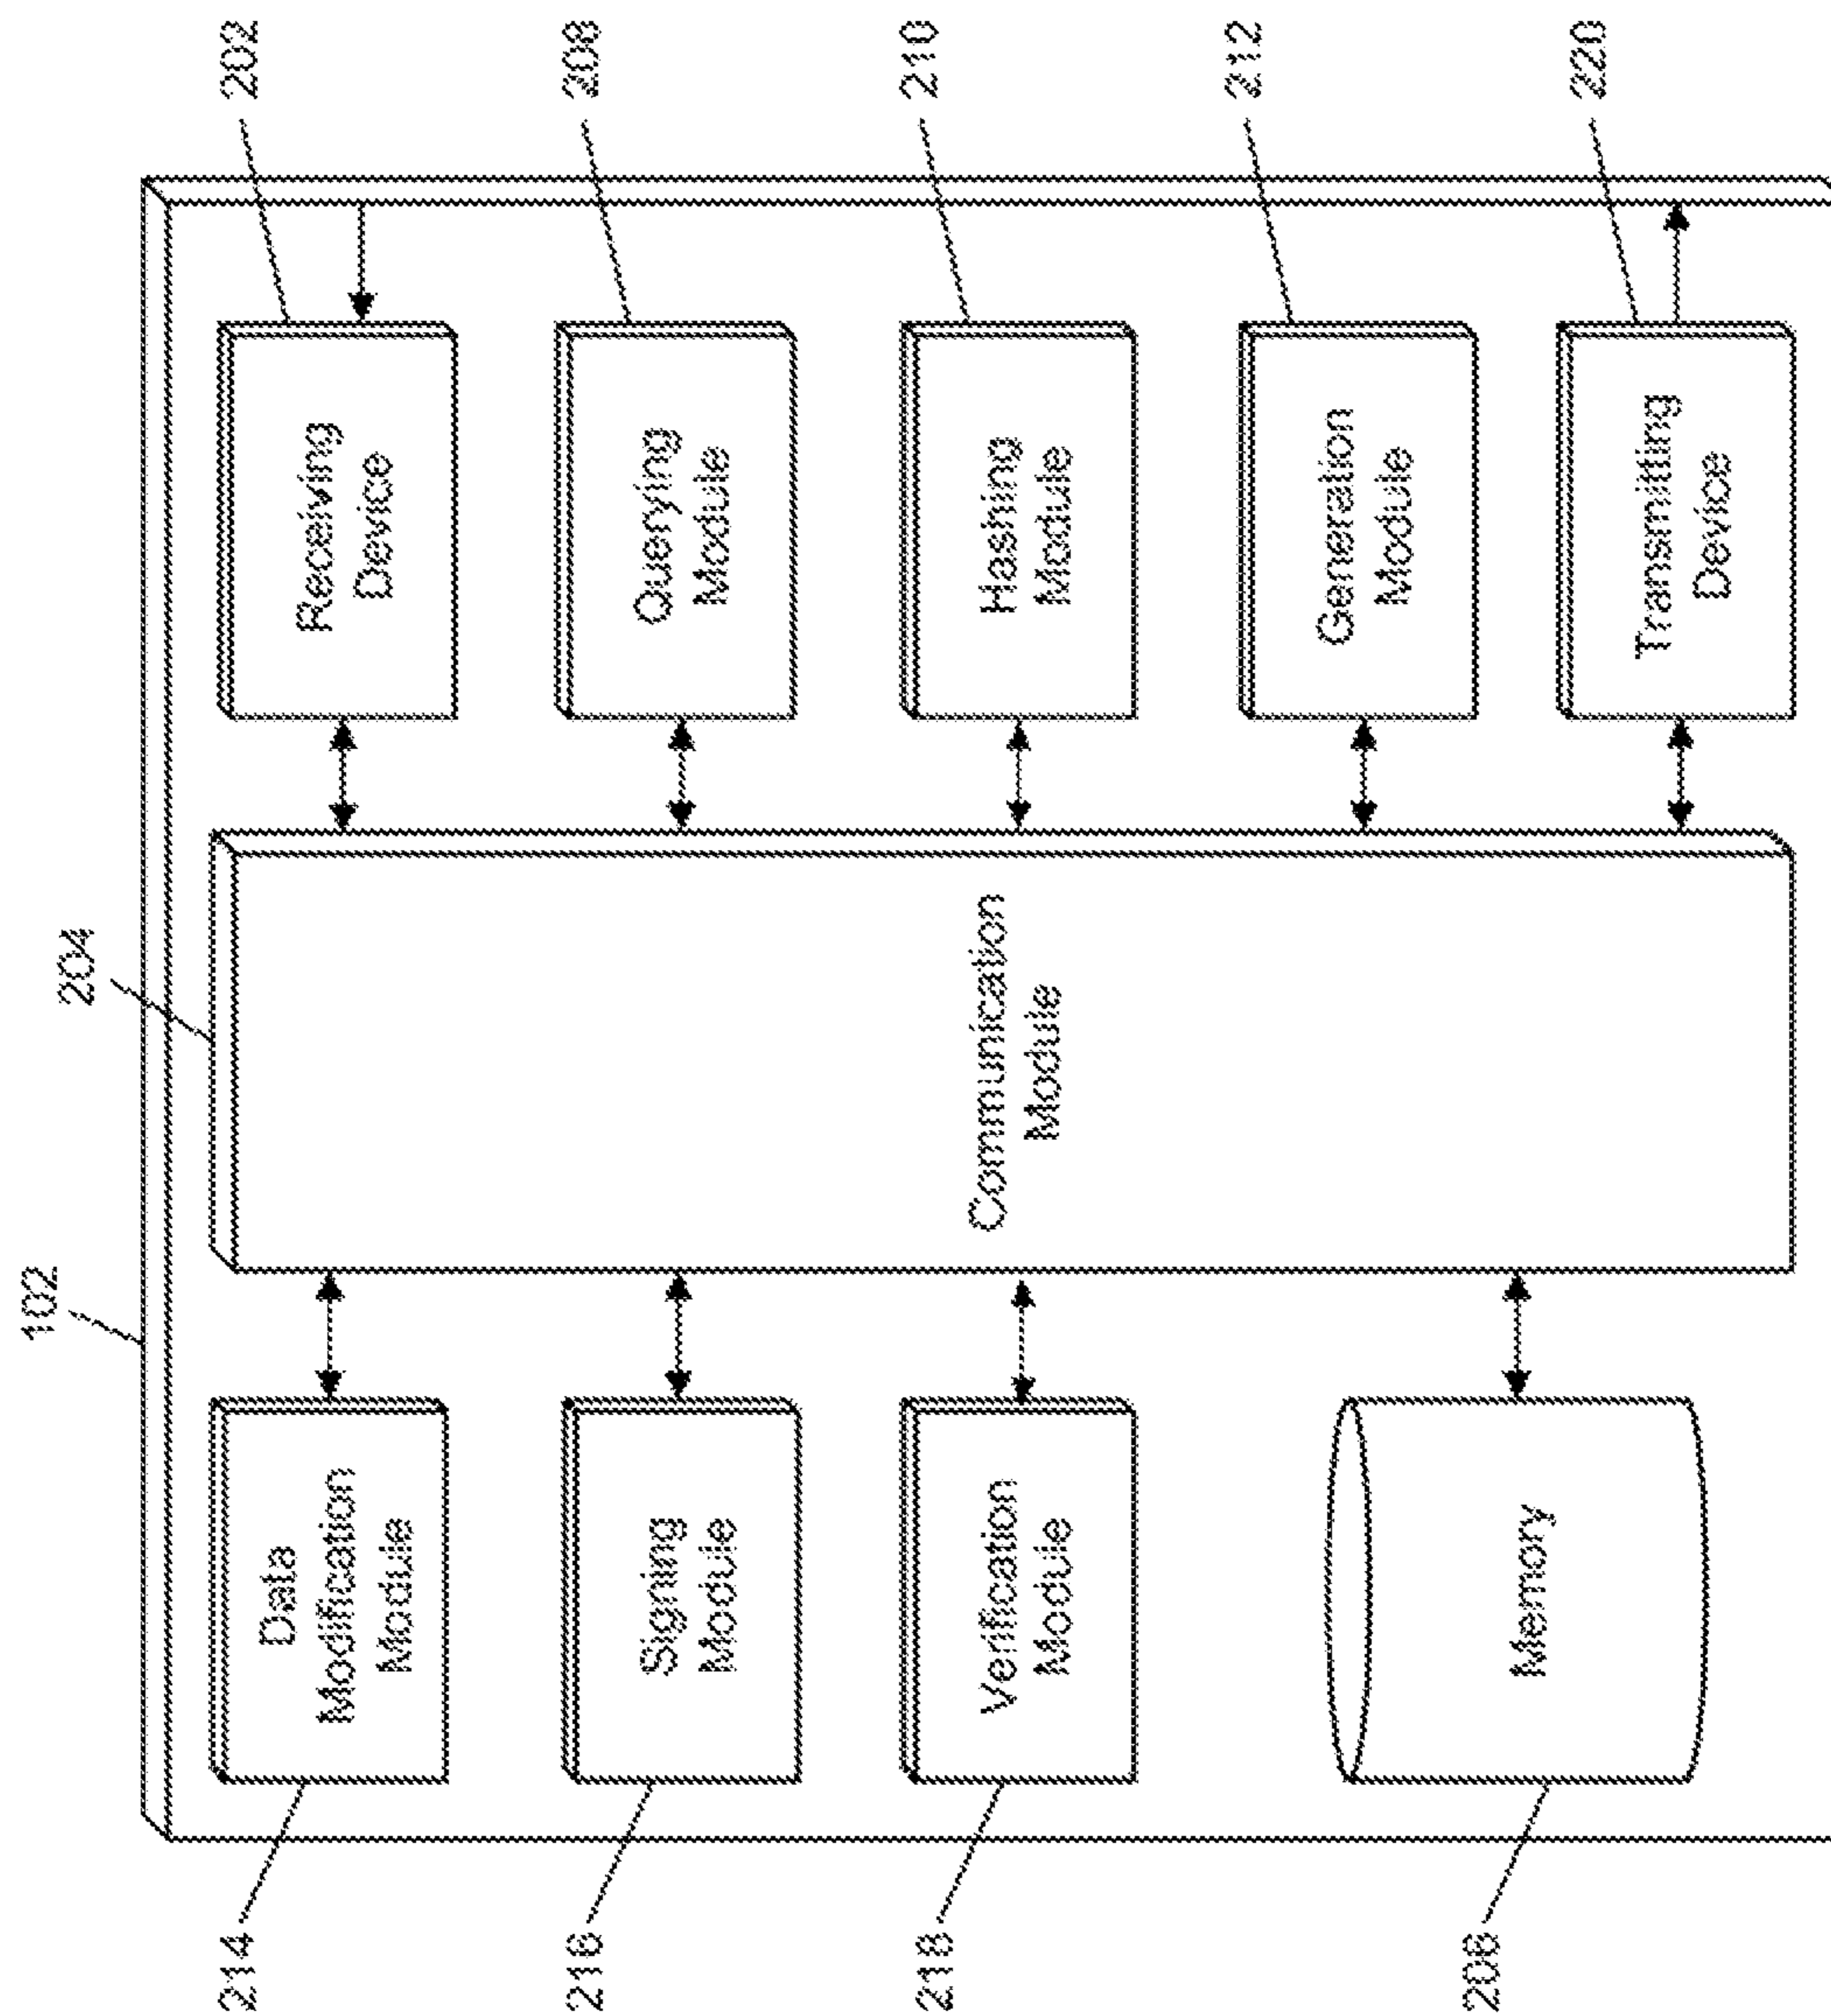 102
204
214
Data
Modification
Module
Receiving
Device
202
216
Signing
Module
Querying
Module
208
218
Verification
Module
Communication
Module
Hashing
Module
210
Generation
Module
212
206
Memory
Transmitting
Device
220